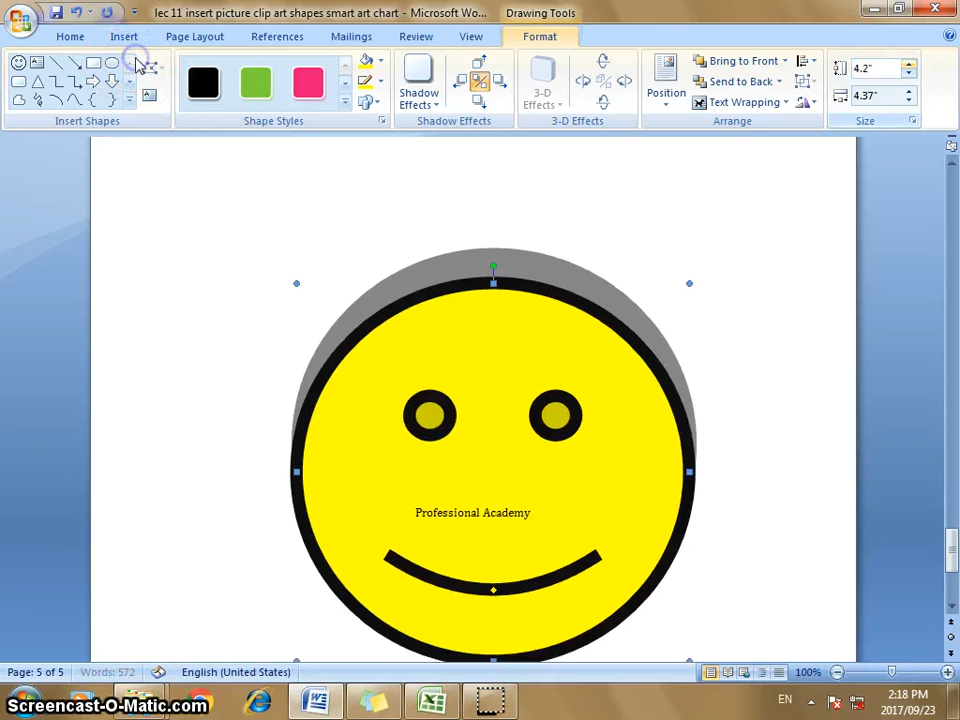 lec 11 insert picture clip art shapes smart art chart - Microsoft Wo...
Drawing Tools
Home
Insert
Page Layout
References
Mailings
Review
View
Format
Shadow Effects
3-D Effects
Position
Bring to Front
Send to Back
Text Wrapping
4.2"
4.37"
Insert Shapes
Shape Styles
Shadow Effects
3-D Effects
Arrange
Size
Professional Academy
Page: 5 of 5
Words: 572
English (United States)
100%
EN
2:18 PM
2017/09/23
Screencast-O-Matic.com